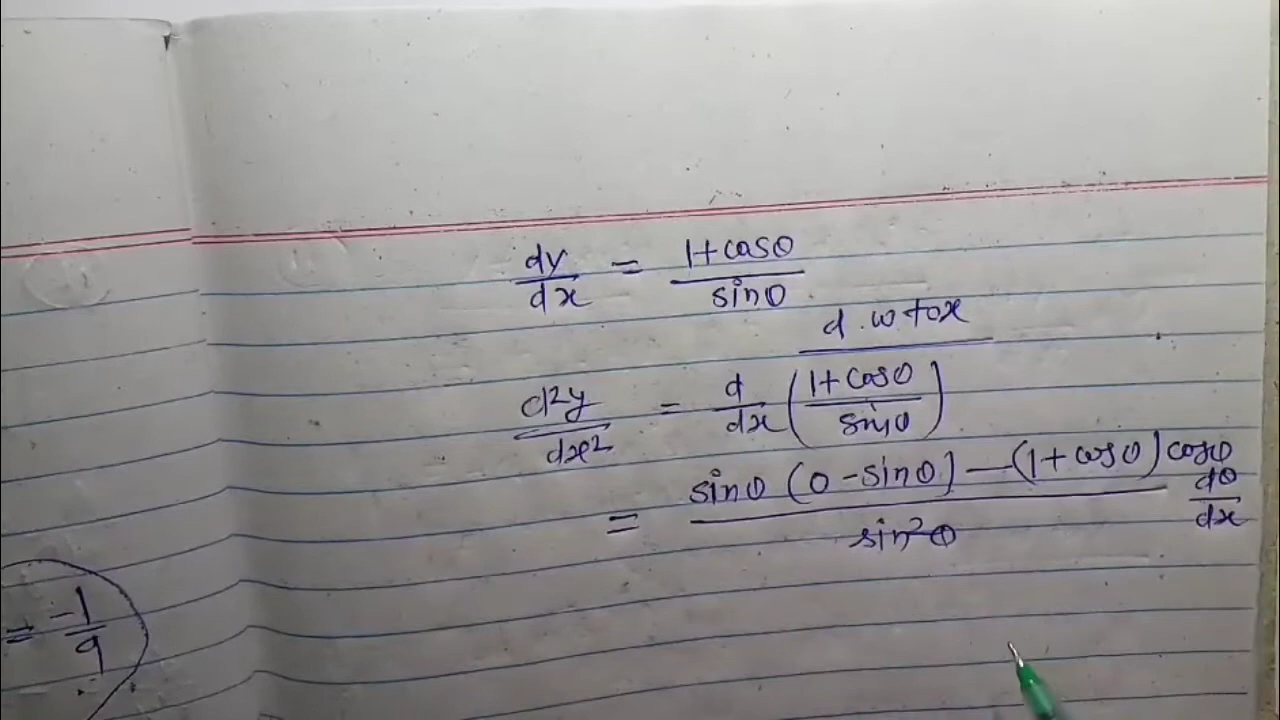 dy/dx = 1+cosθ/sinθ
d.wtox
d²y/dx² = d/dx (1+cosθ/sinθ)
= sinθ (0-sinθ) - (1+cosθ) cosθ/sin²θ dθ/dx
= -1/9